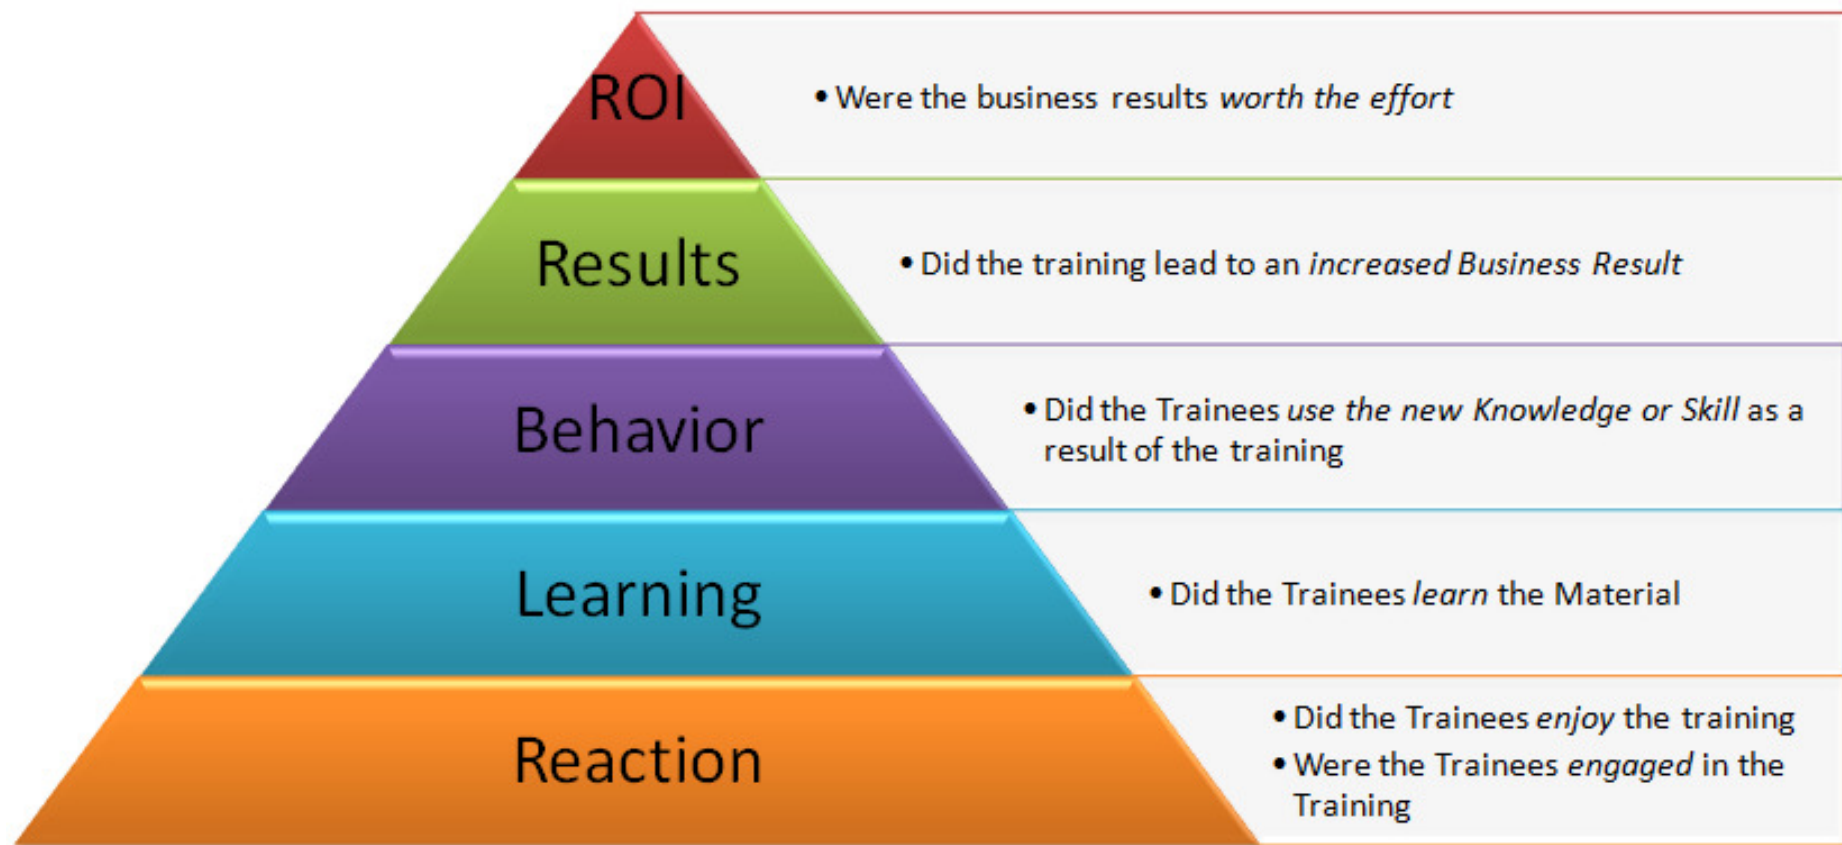 ROI
• Were the business results worth the effort
Results
• Did the training lead to an increased Business Result
Behavior
• Did the Trainees use the new Knowledge or Skill as a
result of the training
Learning
• Did the Trainees learn the Material
Reaction
• Did the Trainees enjoy the training
• Were the Trainees engaged in the
Training